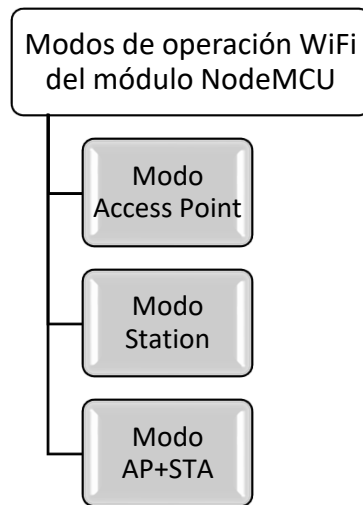 Modos de operación WiFi
del módulo NodeMCU
Modo
Access Point
Modo
Station
Modo
AP+STA